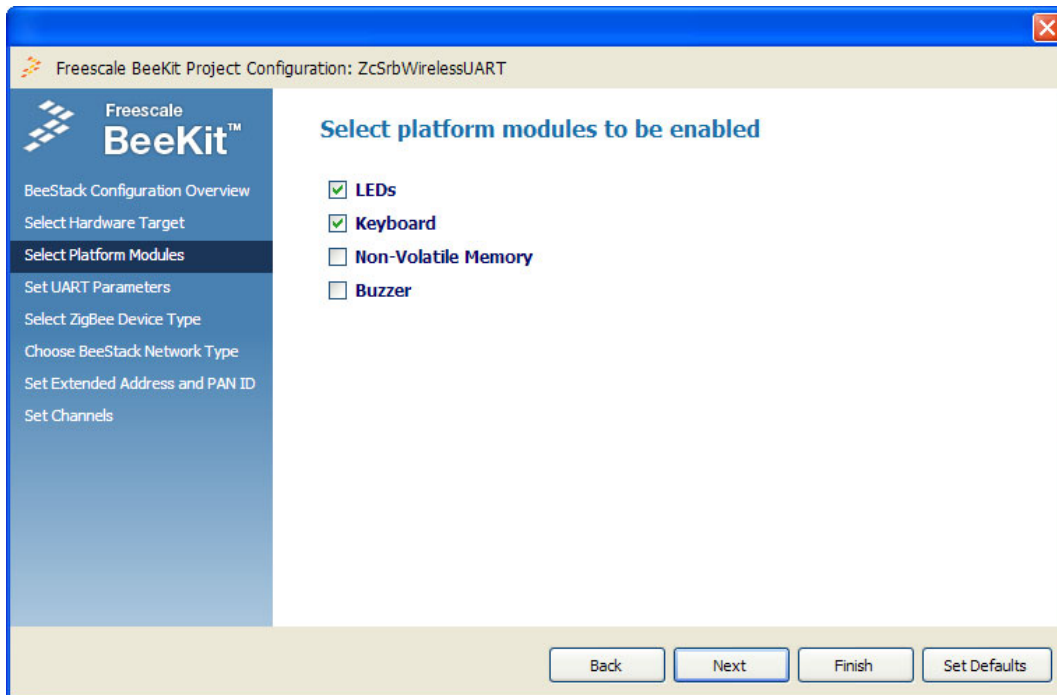 Freescale BeeKit Project Configuration: ZcSrbWirelessUART
Freescale
BeeKit™
BeeStack Configuration Overview
Select Hardware Target
Select Platform Modules
Set UART Parameters
Select ZigBee Device Type
Choose BeeStack Network Type
Set Extended Address and PAN ID
Set Channels
Select platform modules to be enabled
LEDs
Keyboard
Non-Volatile Memory
Buzzer
Back Next Finish Set Defaults